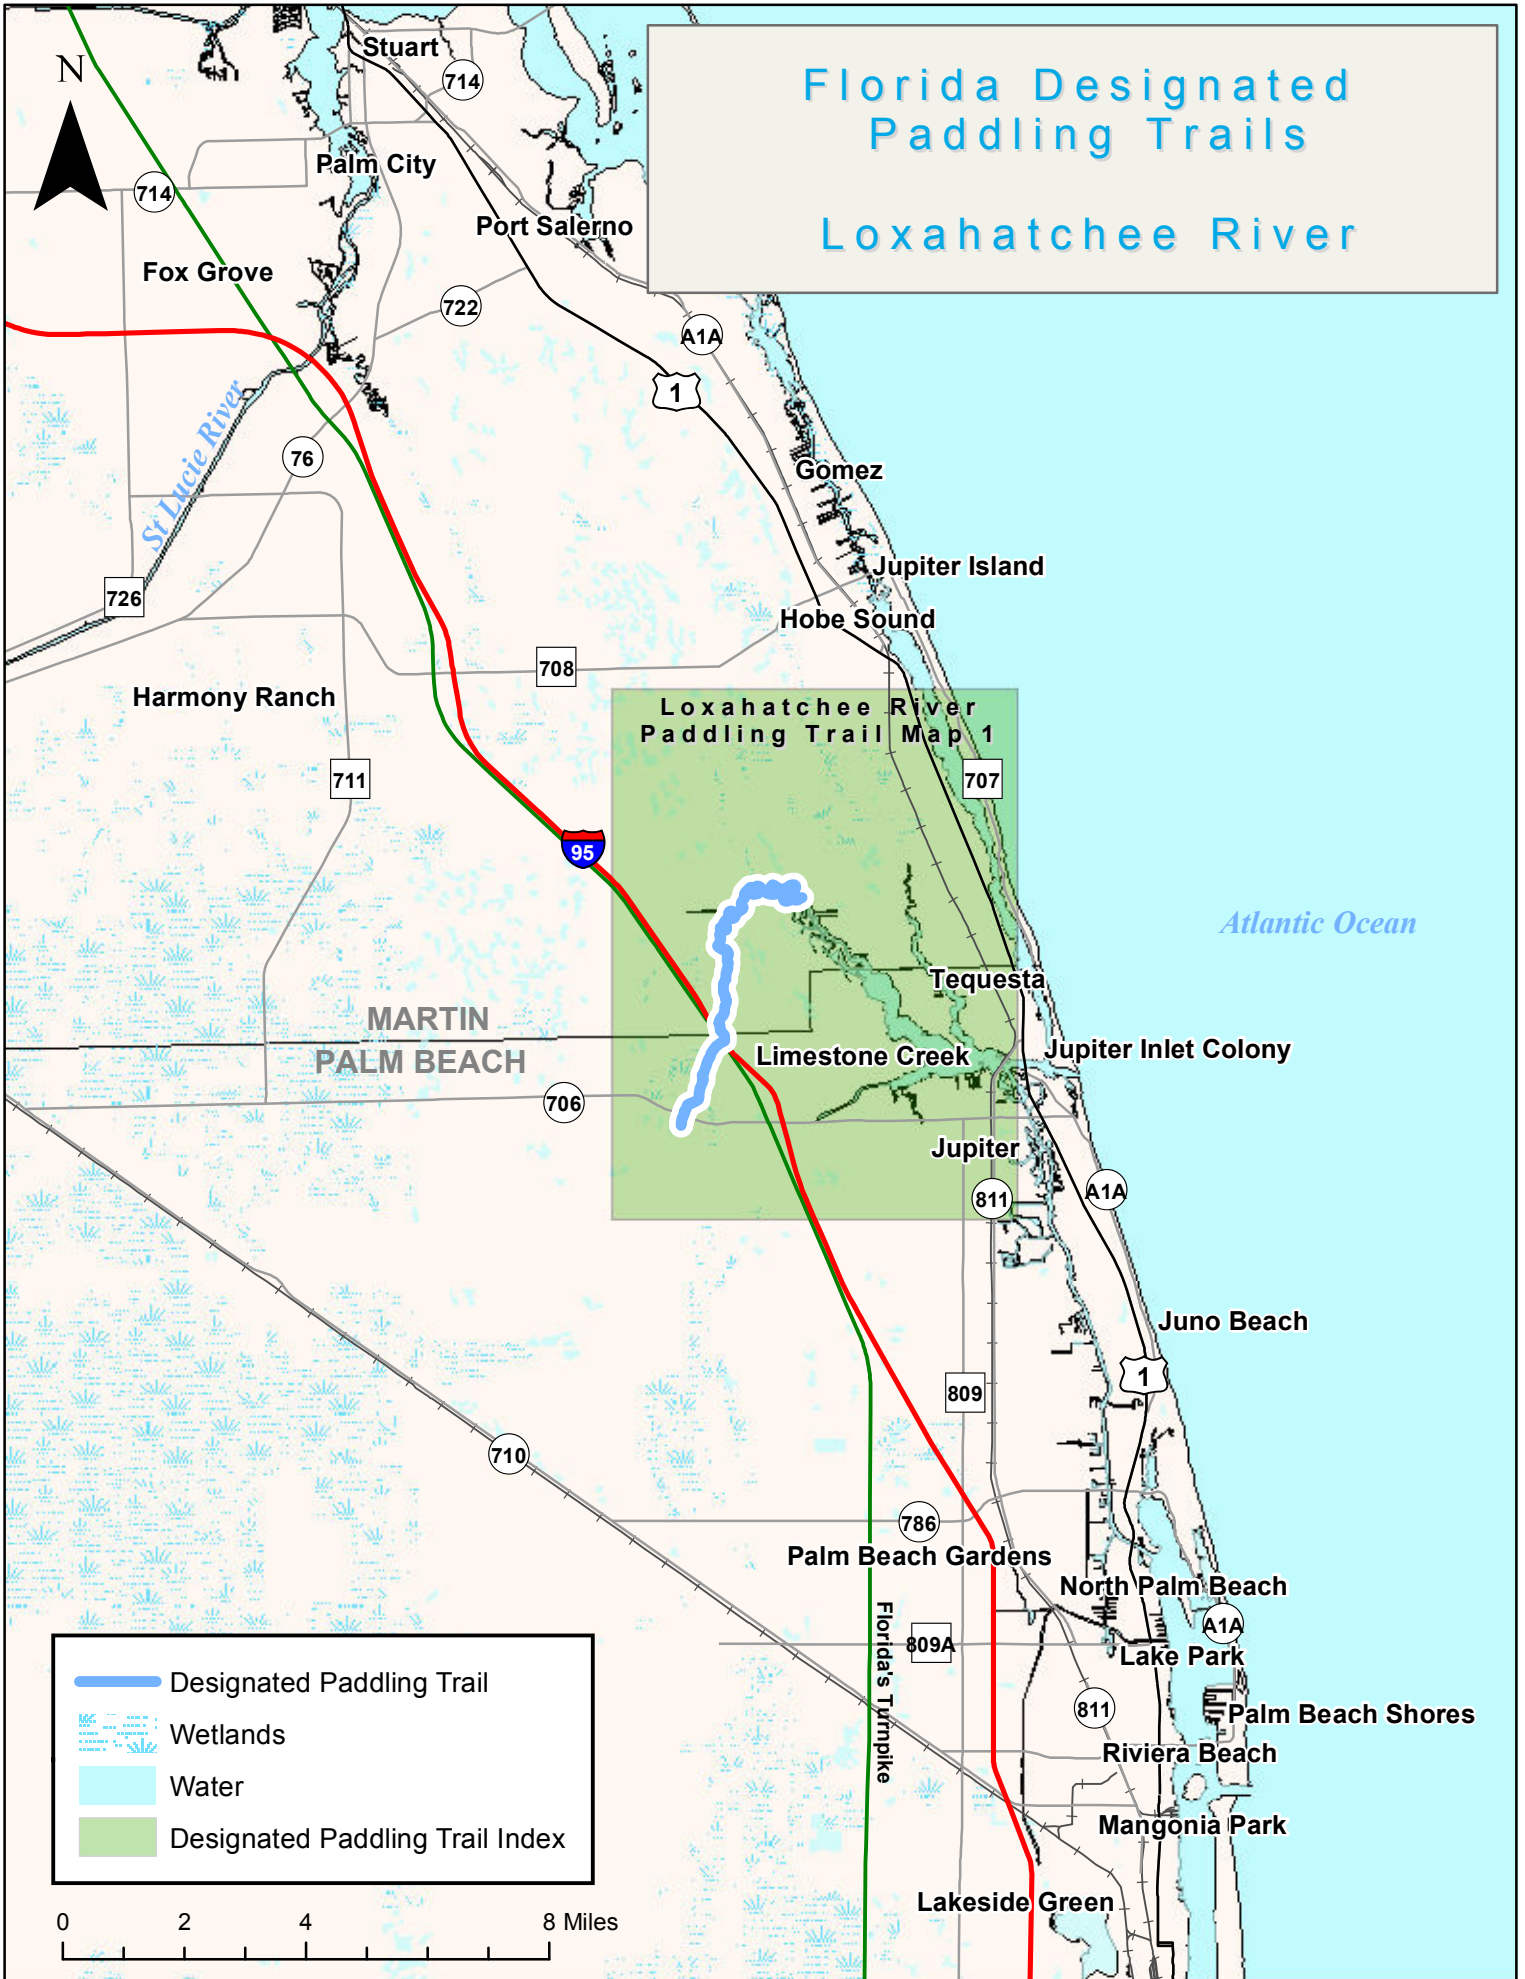 Florida Designated
Paddling Trails
Loxahatchee River
N
Stuart
714
Palm City
714
Port Salerno
Fox Grove
722
A1A
1
St Lucie River
76
Gomez
Jupiter Island
726
Hobe Sound
708
Harmony Ranch
Loxahatchee River
Paddling Trail Map 1
711
707
95
Atlantic Ocean
Tequesta
MARTIN
PALM BEACH
Limestone Creek
Jupiter Inlet Colony
706
Jupiter
811
A1A
Juno Beach
1
809
710
786
Palm Beach Gardens
North Palm Beach
A1A
809A
Lake Park
Florida's Turnpike
811
Palm Beach Shores
Riviera Beach
Mangonia Park
Lakeside Green
Designated Paddling Trail
Wetlands
Water
Designated Paddling Trail Index
0 2 4 8 Miles